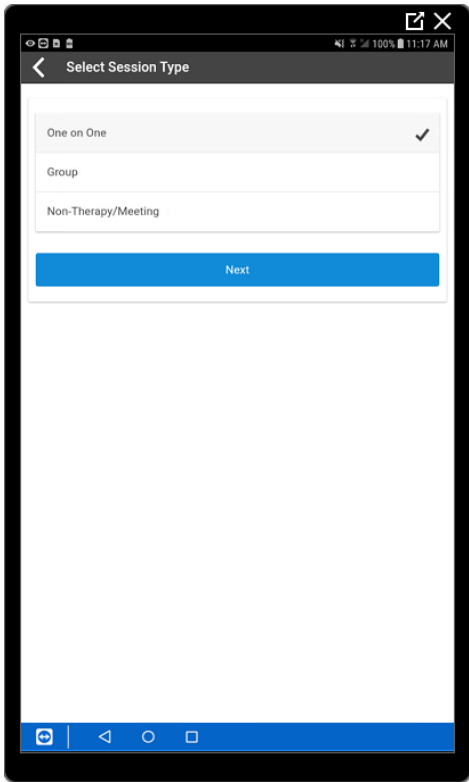 100% 11:17 AM
Select Session Type
One on One
Group
Non-Therapy/Meeting
Next